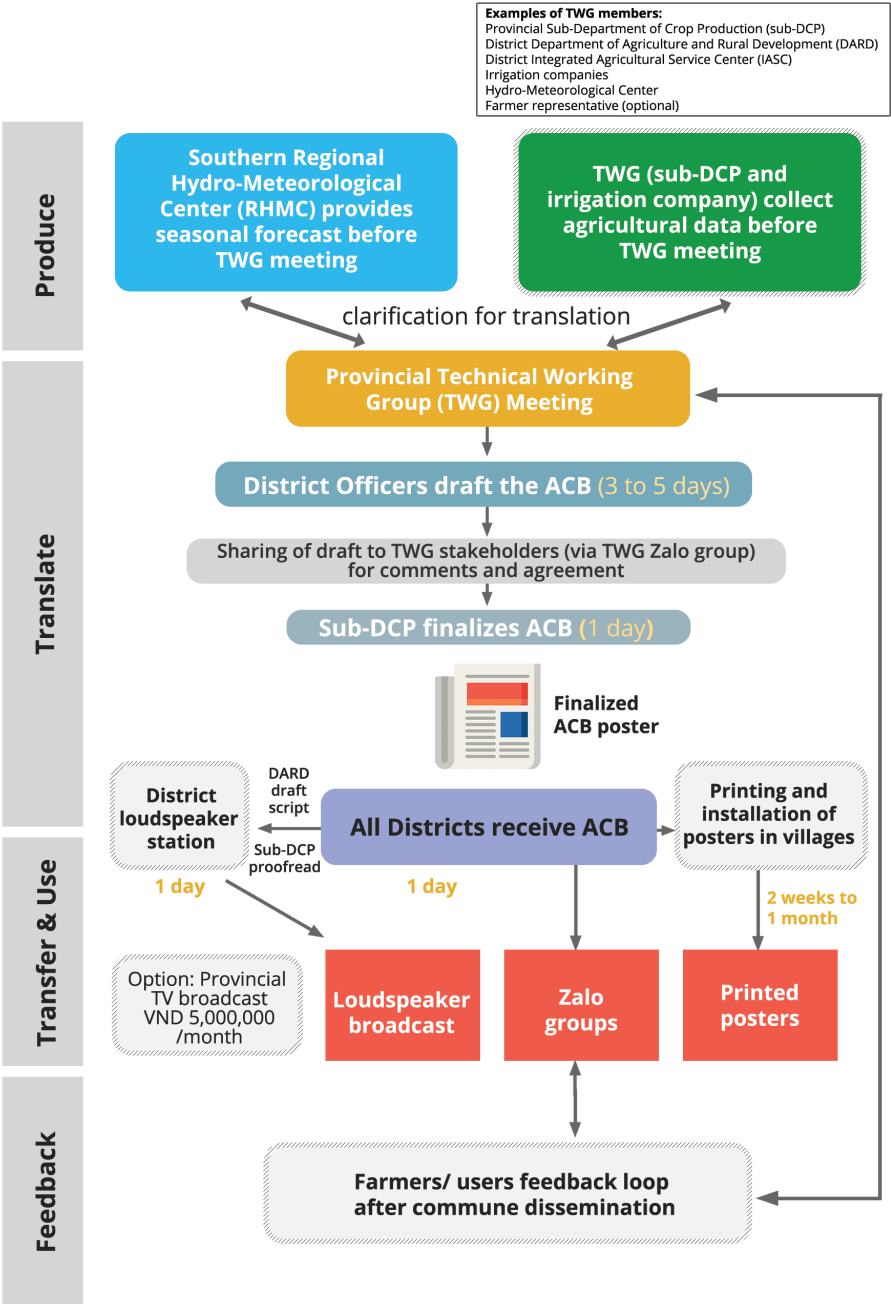 Examples of TWG members:
Provincial Sub-Department of Crop Production (sub-DCP)
District Department of Agriculture and Rural Development (DARD)
District Integrated Agricultural Service Center (IASC)
Irrigation companies
Hydro-Meteorological Center
Farmer representative (optional)
Produce
Southern Regional
Hydro-Meteorological
Center (RHMC) provides
seasonal forecast before
TWG meeting
TWG (sub-DCP and
irrigation company) collect
agricultural data before
TWG meeting
clarification for translation
Translate
Provincial Technical Working
Group (TWG) Meeting
District Officers draft the ACB (3 to 5 days)
Sharing of draft to TWG stakeholders (via TWG Zalo group)
for comments and agreement
Sub-DCP finalizes ACB (1 day)
Finalized
ACB poster
District
loudspeaker
station
DARD
draft
script
Sub-DCP
proofread
All Districts receive ACB
Printing and
installation of
posters in villages
Transfer & Use
1 day
1 day
2 weeks to
1 month
Option: Provincial
TV broadcast
VND 5,000,000
/month
Loudspeaker
broadcast
Zalo
groups
Printed
posters
Feedback
Farmers/ users feedback loop
after commune dissemination